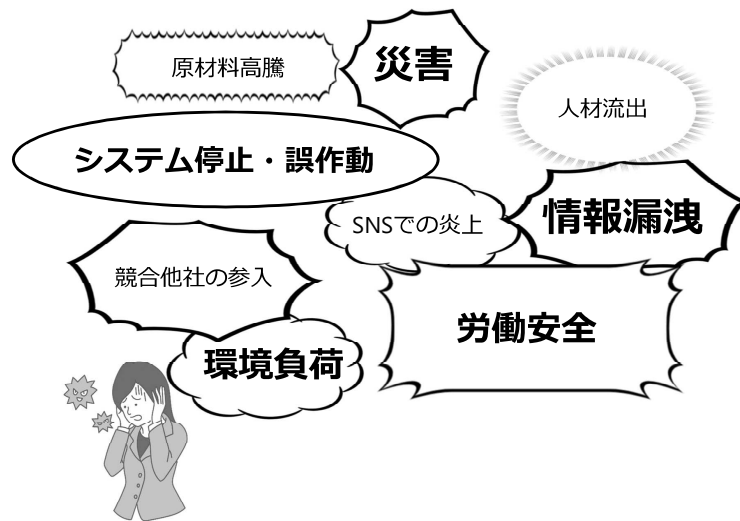 原材料高騰
災害
人材流出
システム停止・誤作動
SNSでの炎上
情報漏洩
競合他社の参入
労働安全
環境負荷